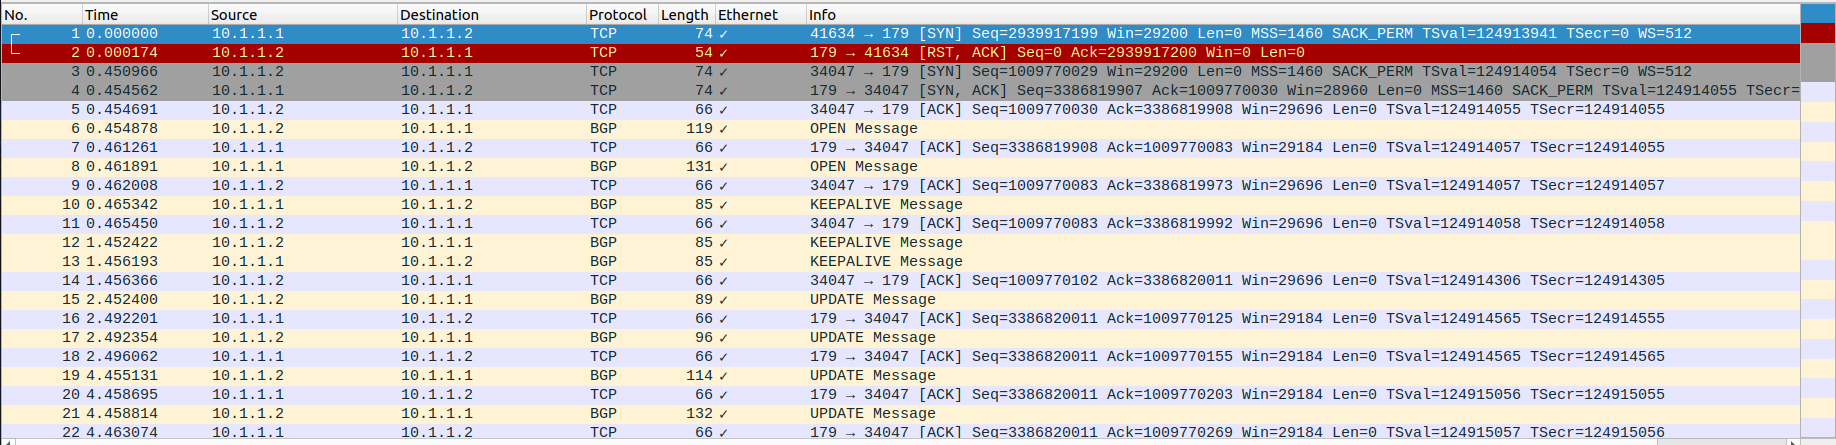 No. Time Source Destination Protocol Length Ethernet Info
1 0.000000 10.1.1.1 10.1.1.2 TCP 74 ✓ 41634 → 179 [SYN] Seq=2939917199 Win=29200 Len=0 MSS=1460 SACK_PERM TSval=124913941 TSecr=0 WS=512
2 0.000174 10.1.1.2 10.1.1.1 TCP 54 ✓ 179 → 41634 [RST, ACK] Seq=0 Ack=2939917200 Win=0 Len=0
3 0.450966 10.1.1.2 10.1.1.1 TCP 74 ✓ 34047 → 179 [SYN] Seq=1009770029 Win=29200 Len=0 MSS=1460 SACK_PERM TSval=124914054 TSecr=0 WS=512
4 0.454562 10.1.1.1 10.1.1.2 TCP 74 ✓ 179 → 34047 [SYN, ACK] Seq=3386819907 Ack=1009770030 Win=28960 Len=0 MSS=1460 SACK_PERM TSval=124914055 TSecr=
5 0.454691 10.1.1.2 10.1.1.1 TCP 66 ✓ 34047 → 179 [ACK] Seq=1009770030 Ack=3386819908 Win=29696 Len=0 TSval=124914055 TSecr=124914055
6 0.454878 10.1.1.2 10.1.1.1 BGP 119 ✓ OPEN Message
7 0.461261 10.1.1.1 10.1.1.2 TCP 66 ✓ 179 → 34047 [ACK] Seq=3386819908 Ack=1009770083 Win=29184 Len=0 TSval=124914057 TSecr=124914055
8 0.461891 10.1.1.1 10.1.1.2 BGP 131 ✓ OPEN Message
9 0.462008 10.1.1.2 10.1.1.1 TCP 66 ✓ 34047 → 179 [ACK] Seq=1009770083 Ack=3386819973 Win=29696 Len=0 TSval=124914057 TSecr=124914057
10 0.465342 10.1.1.1 10.1.1.2 BGP 85 ✓ KEEPALIVE Message
11 0.465450 10.1.1.2 10.1.1.1 TCP 66 ✓ 34047 → 179 [ACK] Seq=1009770083 Ack=3386819992 Win=29696 Len=0 TSval=124914058 TSecr=124914058
12 1.452422 10.1.1.2 10.1.1.1 BGP 85 ✓ KEEPALIVE Message
13 1.456193 10.1.1.1 10.1.1.2 BGP 85 ✓ KEEPALIVE Message
14 1.456366 10.1.1.2 10.1.1.1 TCP 66 ✓ 34047 → 179 [ACK] Seq=1009770102 Ack=3386820011 Win=29696 Len=0 TSval=124914306 TSecr=124914305
15 2.452400 10.1.1.2 10.1.1.1 BGP 89 ✓ UPDATE Message
16 2.492201 10.1.1.1 10.1.1.2 TCP 66 ✓ 179 → 34047 [ACK] Seq=3386820011 Ack=1009770125 Win=29184 Len=0 TSval=124914565 TSecr=124914555
17 2.492354 10.1.1.2 10.1.1.1 BGP 96 ✓ UPDATE Message
18 2.496062 10.1.1.1 10.1.1.2 TCP 66 ✓ 179 → 34047 [ACK] Seq=3386820011 Ack=1009770155 Win=29184 Len=0 TSval=124914565 TSecr=124914565
19 4.455131 10.1.1.2 10.1.1.1 BGP 114 ✓ UPDATE Message
20 4.458695 10.1.1.1 10.1.1.2 TCP 66 ✓ 179 → 34047 [ACK] Seq=3386820011 Ack=1009770203 Win=29184 Len=0 TSval=124915056 TSecr=124915055
21 4.458814 10.1.1.2 10.1.1.1 BGP 132 ✓ UPDATE Message
22 4.463074 10.1.1.1 10.1.1.2 TCP 66 ✓ 179 → 34047 [ACK] Seq=3386820011 Ack=1009770269 Win=29184 Len=0 TSval=124915057 TSecr=124915056